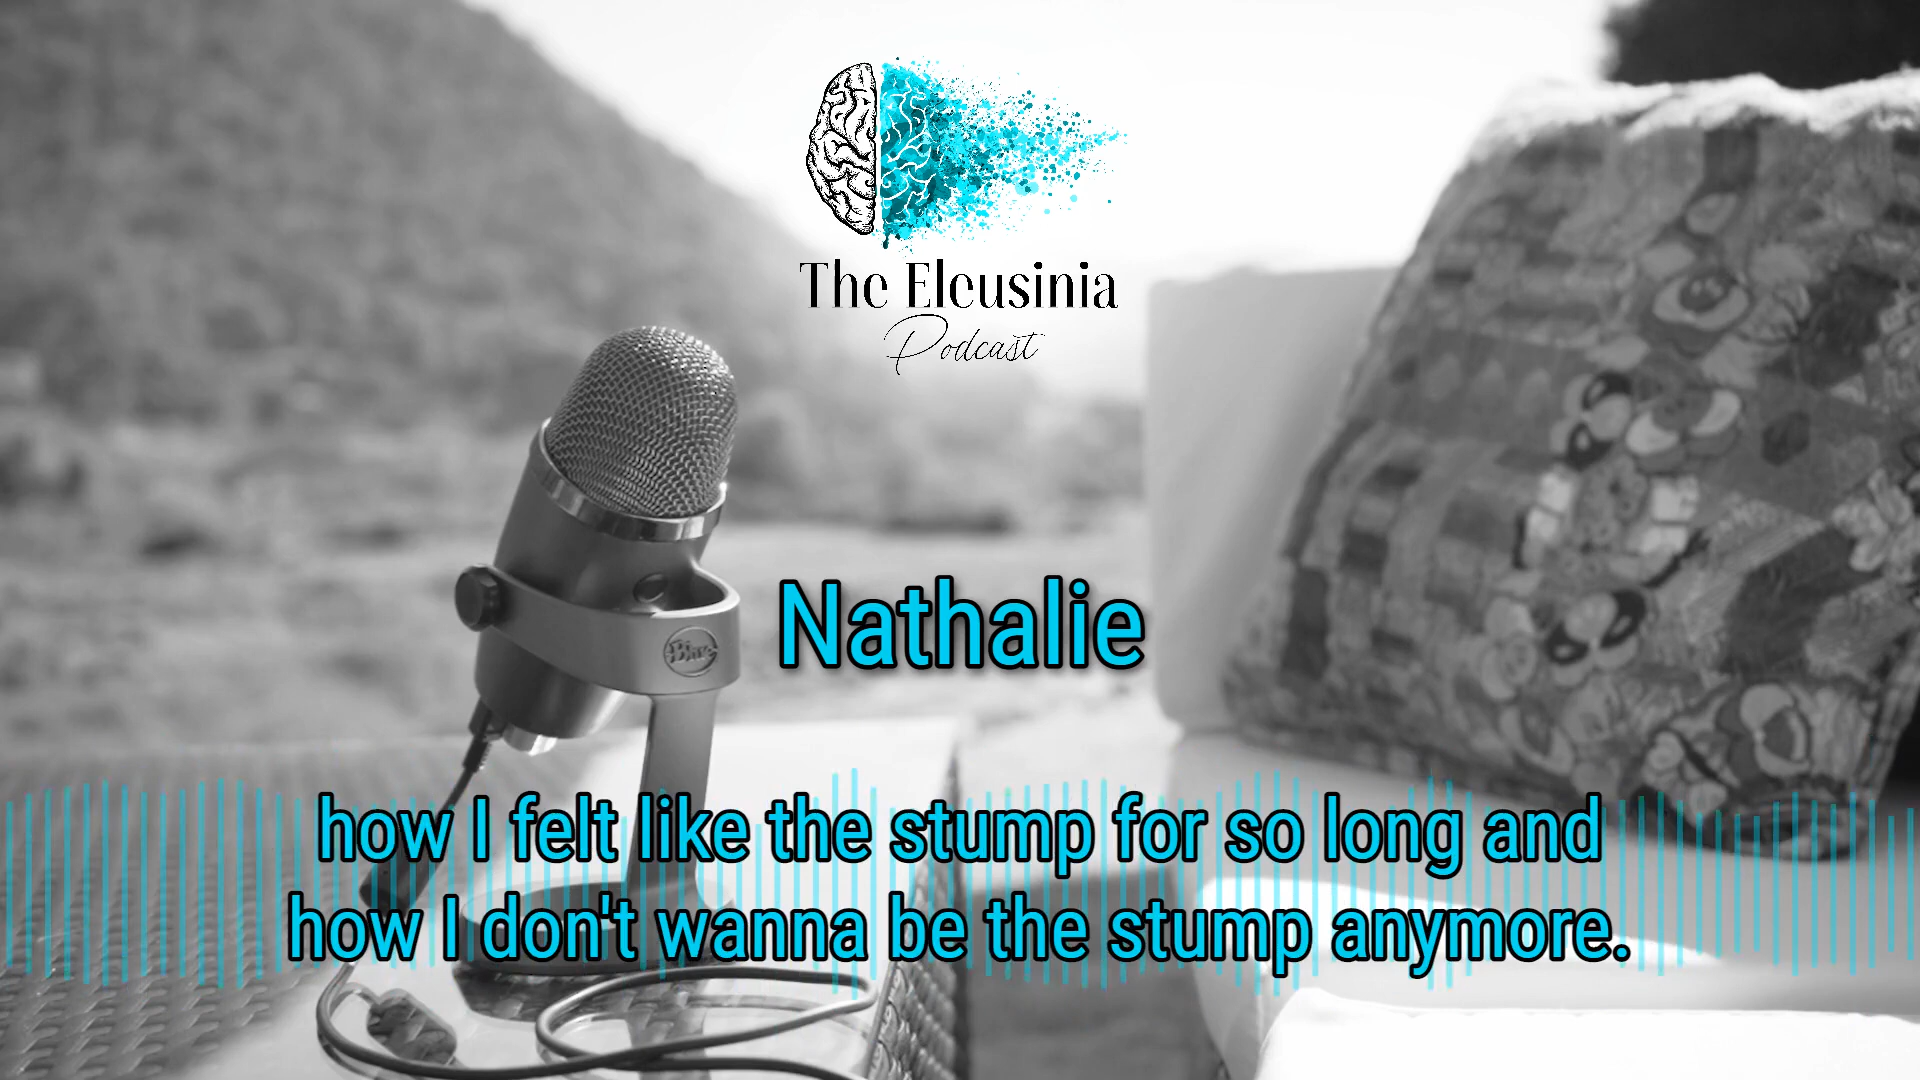 The Eleusinia
Podcast
Nathalie
Blue
how I felt like the stump for so long and
how I don't wanna be the stump anymore.